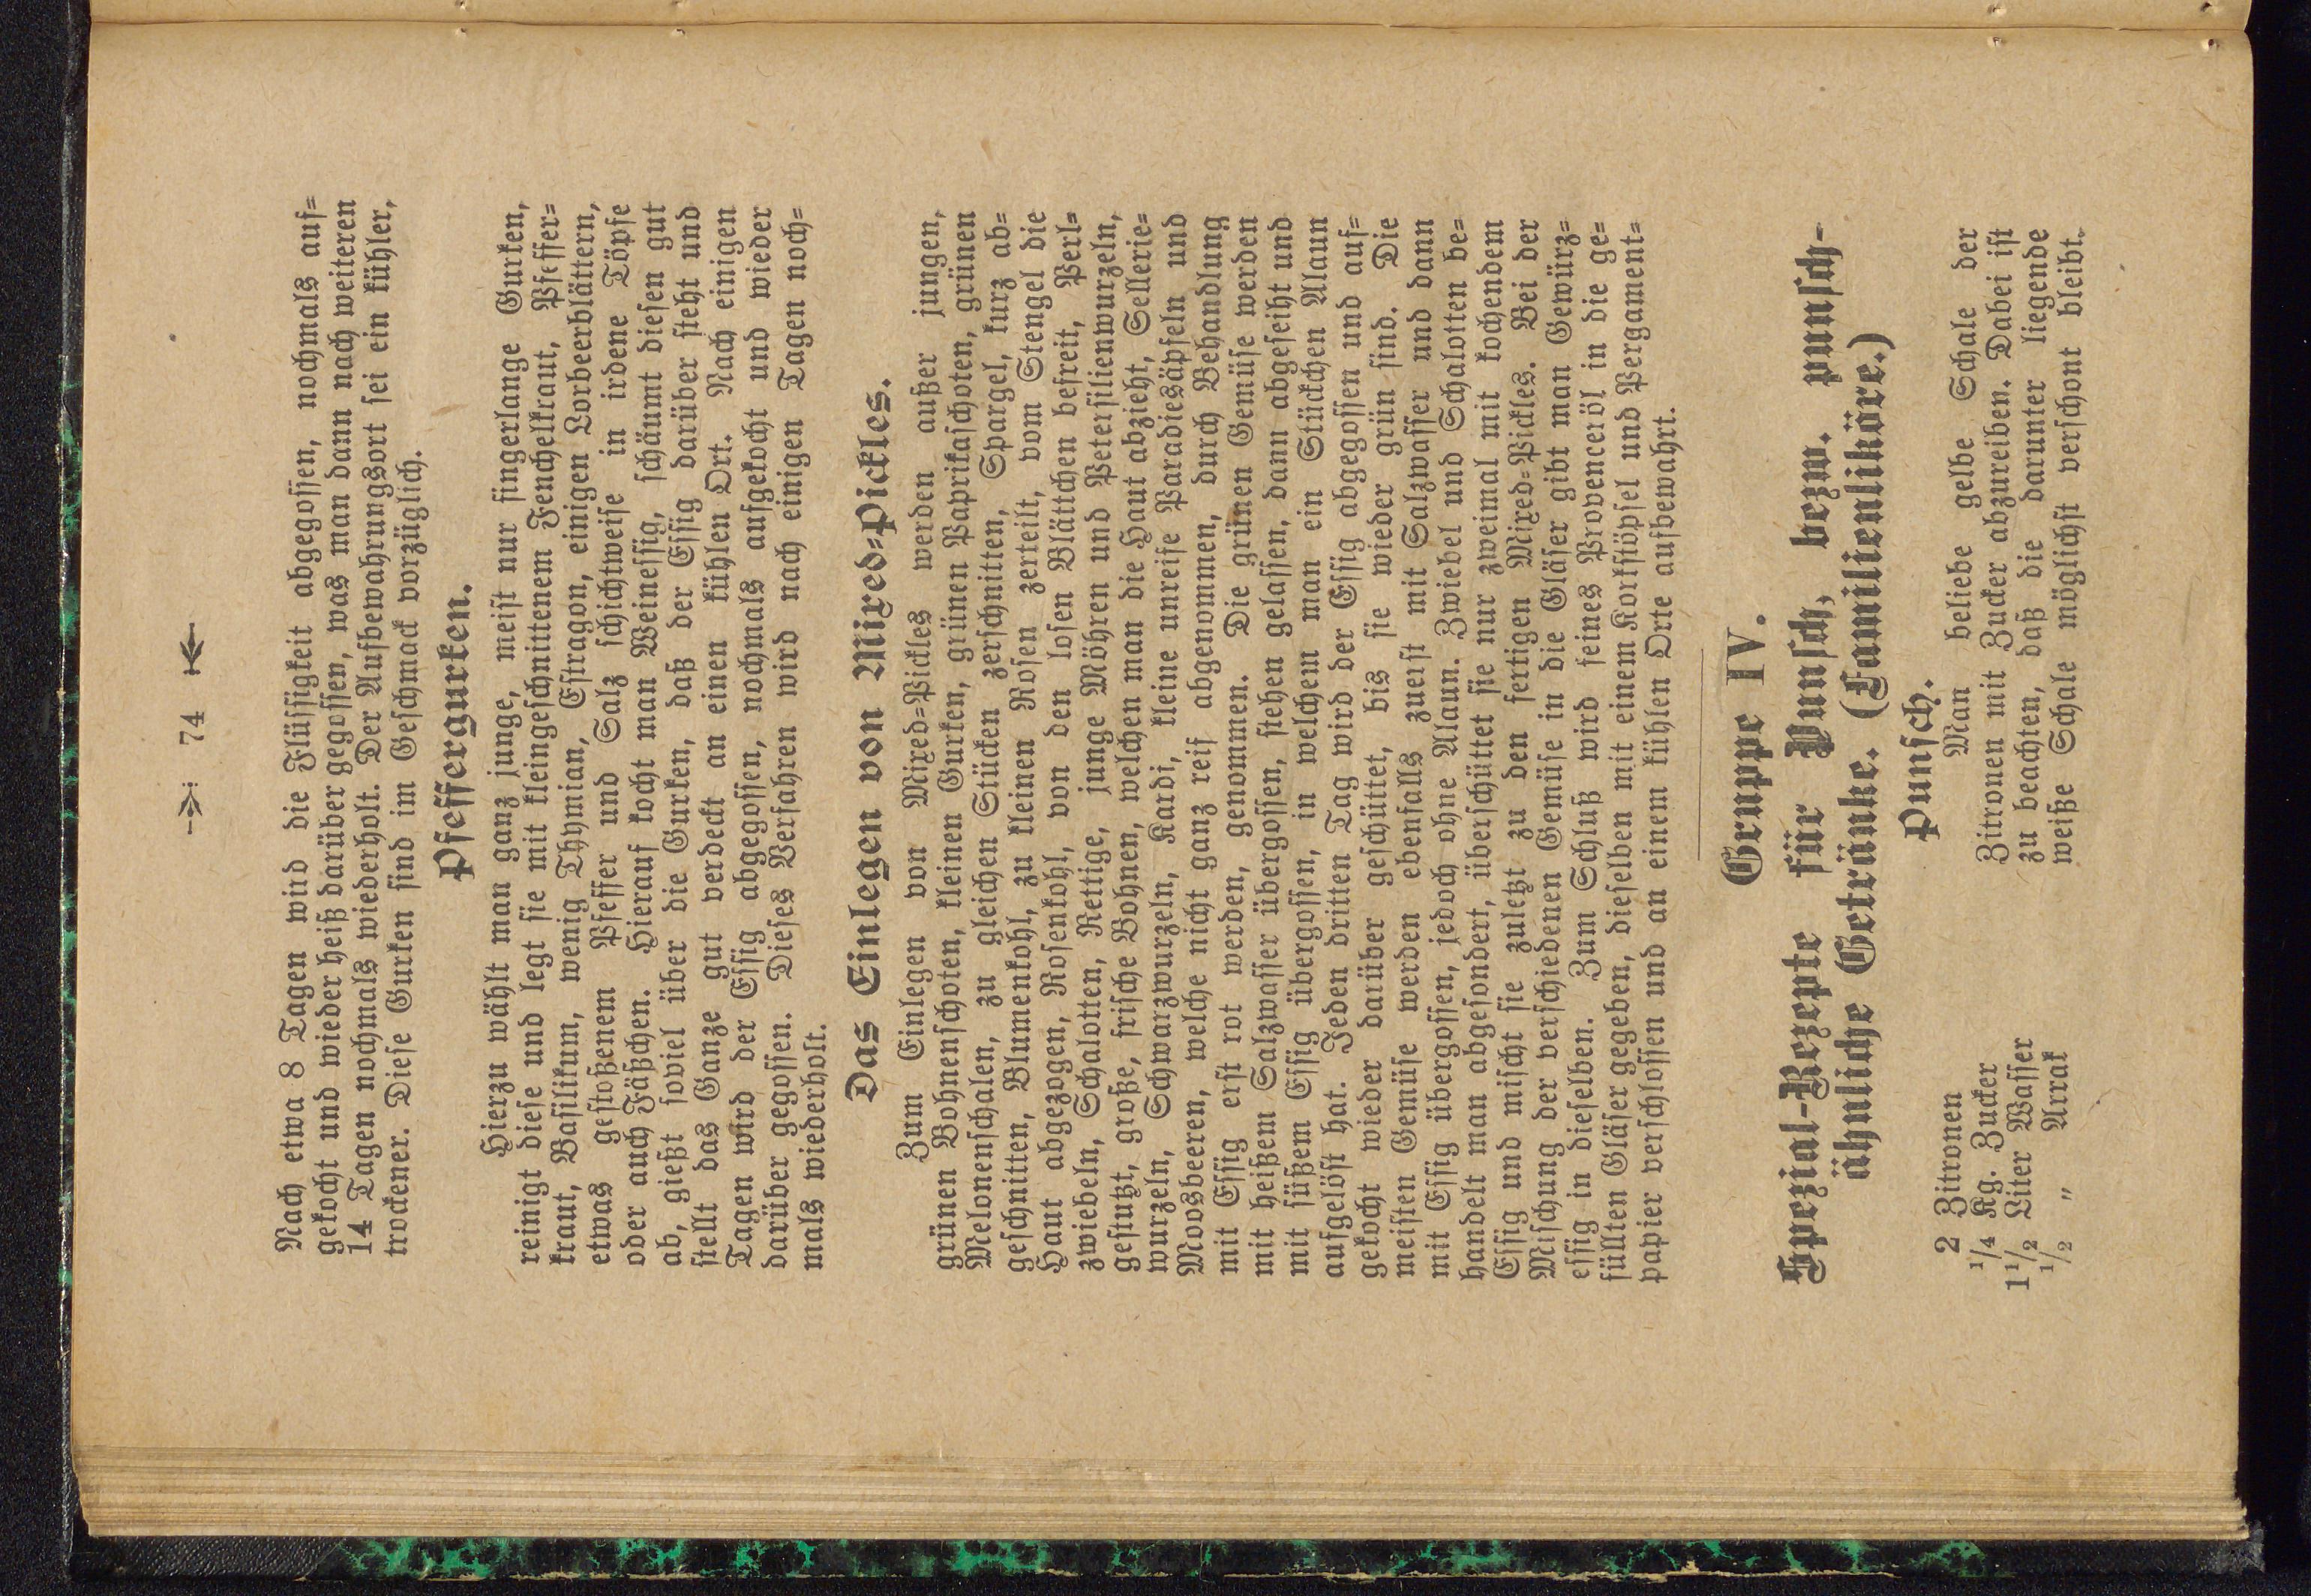 74
Nach etwa 8 Tagen wird die Flüssigkeit abgegossen, nochmals auf=
gekocht und wieder heiß darüber gegossen, was man dann nach weiteren
14 Tagen nochmals wiederholt. Der Aufbewahrungsort sei ein kühler,
trockener. Diese Gurken sind im Geschmack vorzüglich.
Pfeffergurken.
Hierzu wählt man ganz junge, meist nur fingerlange Gurken,
reinigt diese und legt sie mit kleingeschnittenem Fenchelkraut, Pfeffer=
kraut, Basilikum, wenig Thymian, Estragon, einigen Lorbeerblättern,
etwas gestoßenem Pfeffer und Salz schichtweise in irdene Töpfe
oder auch Fäßchen. Hierauf kocht man Weinessig, schäumt diesen gut
ab, gießt soviel über die Gurken, daß der Essig darüber steht und
stellt das Ganze gut verdeckt an einen kühlen Ort. Nach einigen
Tagen wird der Essig abgegossen, nochmals aufgekocht und wieder
darüber gegossen. Dieses Verfahren wird nach einigen Tagen noch=
mals wiederholt.
Das Einlegen von Mixed=Pickles.
Zum Einlegen von Mixed=Pickles werden außer jungen,
grünen Bohnenschoten, kleinen Gurken, grünen Paprikaschoten, grünen
Melonenschalen, zu gleichen Stücken zerschnitten, Spargel, kurz ab=
geschnitten, Blumenkohl, zu kleinen Rosen zerteilt, vom Stengel die
Haut abgezogen, Rosenkohl, von den losen Blättchen befreit, Perl=
zwiebeln, Schalotten, Rettige, junge Möhren und Petersilienwurzeln,
gestutzt, große, frische Bohnen, welchen man die Haut abzieht, Sellerie=
wurzeln, Schwarzwurzeln, Kardi, kleine unreife Paradiesäpfeln und
Moosbeeren, welche nicht ganz reif abgenommen, durch Behandlung
mit Essig erst rot werden, genommen. Die grünen Gemüse werden
mit heißem Salzwasser übergossen, stehen gelassen, dann abgeseiht und
mit süßem Essig übergossen, in welchem man ein Stückchen Alaun
aufgelöst hat. Jeden dritten Tag wird der Essig abgegossen und auf=
gekocht wieder darüber geschüttet, bis sie wieder grün sind. Die
meisten Gemüse werden ebenfalls zuerst mit Salzwasser und dann
mit Essig übergossen, jedoch ohne Alaun. Zwiebel und Schalotten be=
handelt man abgesondert, überschüttet sie nur zweimal mit kochendem
Essig und mischt sie zuletzt zu den fertigen Mixed=Pickles. Bei der
Mischung der verschiedenen Gemüse in die Gläser gibt man Gewürz=
essig in dieselben. Zum Schluß wird feines Provenceröl in die ge=
füllten Gläser gegeben, dieselben mit einem Korkstöpsel und Pergament=
papier verschlossen und an einem kühlen Orte aufbewahrt.
Gruppe IV.
Spezial-Rezepte für Punsch, bezw. punsch-
ähnliche Getränke. (Familienliköre.)
Punsch.
2 Zitronen
1/4 Kg. Zucker
1 1/2 Liter Wasser
1/2 „ Arrak
Man beliebe gelbe Schale der
Zitronen mit Zucker abzureiben. Dabei ist
zu beachten, daß die darunter liegende
weiße Schale möglichst verschont bleibt.